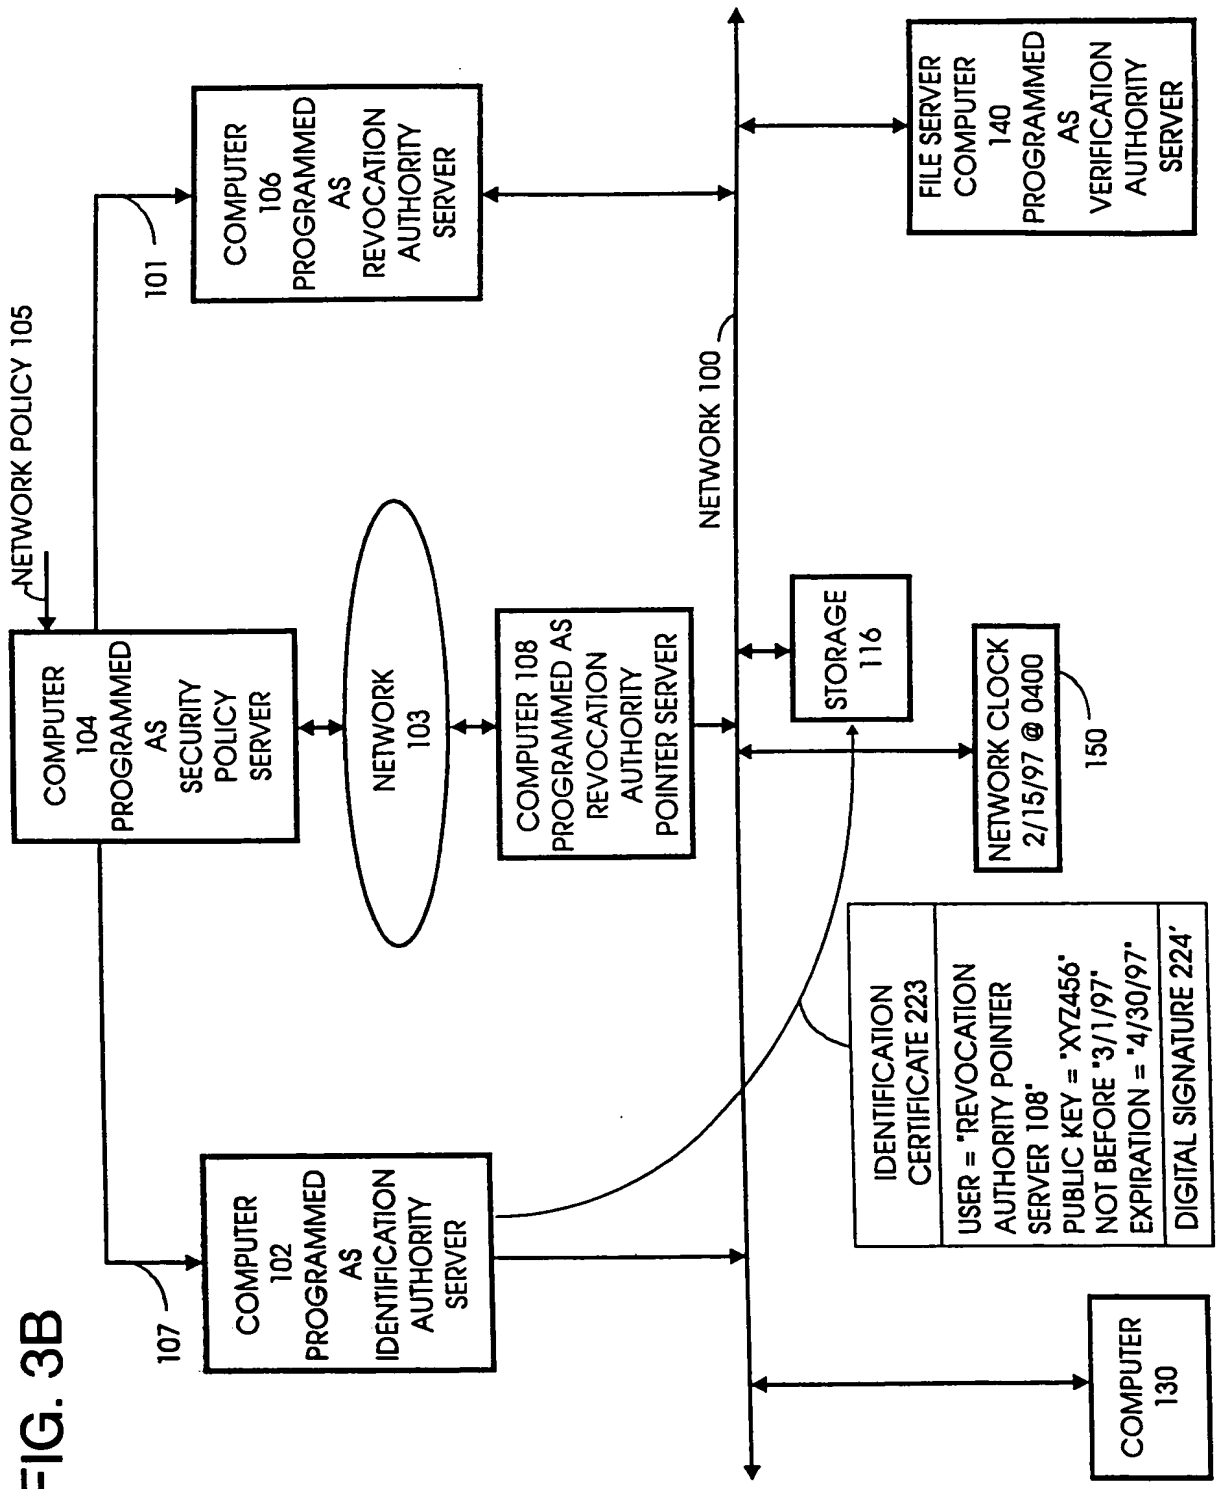 FIG. 3B
NETWORK POLICY 105
COMPUTER
104
PROGRAMMED
AS
SECURITY
POLICY
SERVER
107
101
COMPUTER
102
PROGRAMMED
AS
IDENTIFICATION
AUTHORITY
SERVER
NETWORK
103
COMPUTER
106
PROGRAMMED
AS
REVOCATION
AUTHORITY
SERVER
COMPUTER 108
PROGRAMMED AS
REVOCATION
AUTHORITY
POINTER SERVER
NETWORK 100
STORAGE
116
IDENTIFICATION
CERTIFICATE 223
USER = "REVOCATION
AUTHORITY POINTER
SERVER 108"
PUBLIC KEY = "XYZ456"
NOT BEFORE "3/1/97"
EXPIRATION = "4/30/97"
DIGITAL SIGNATURE 224'
NETWORK CLOCK
2/15/97 @ 0400
150
COMPUTER
130
FILE SERVER
COMPUTER
140
PROGRAMMED
AS
VERIFICATION
AUTHORITY
SERVER